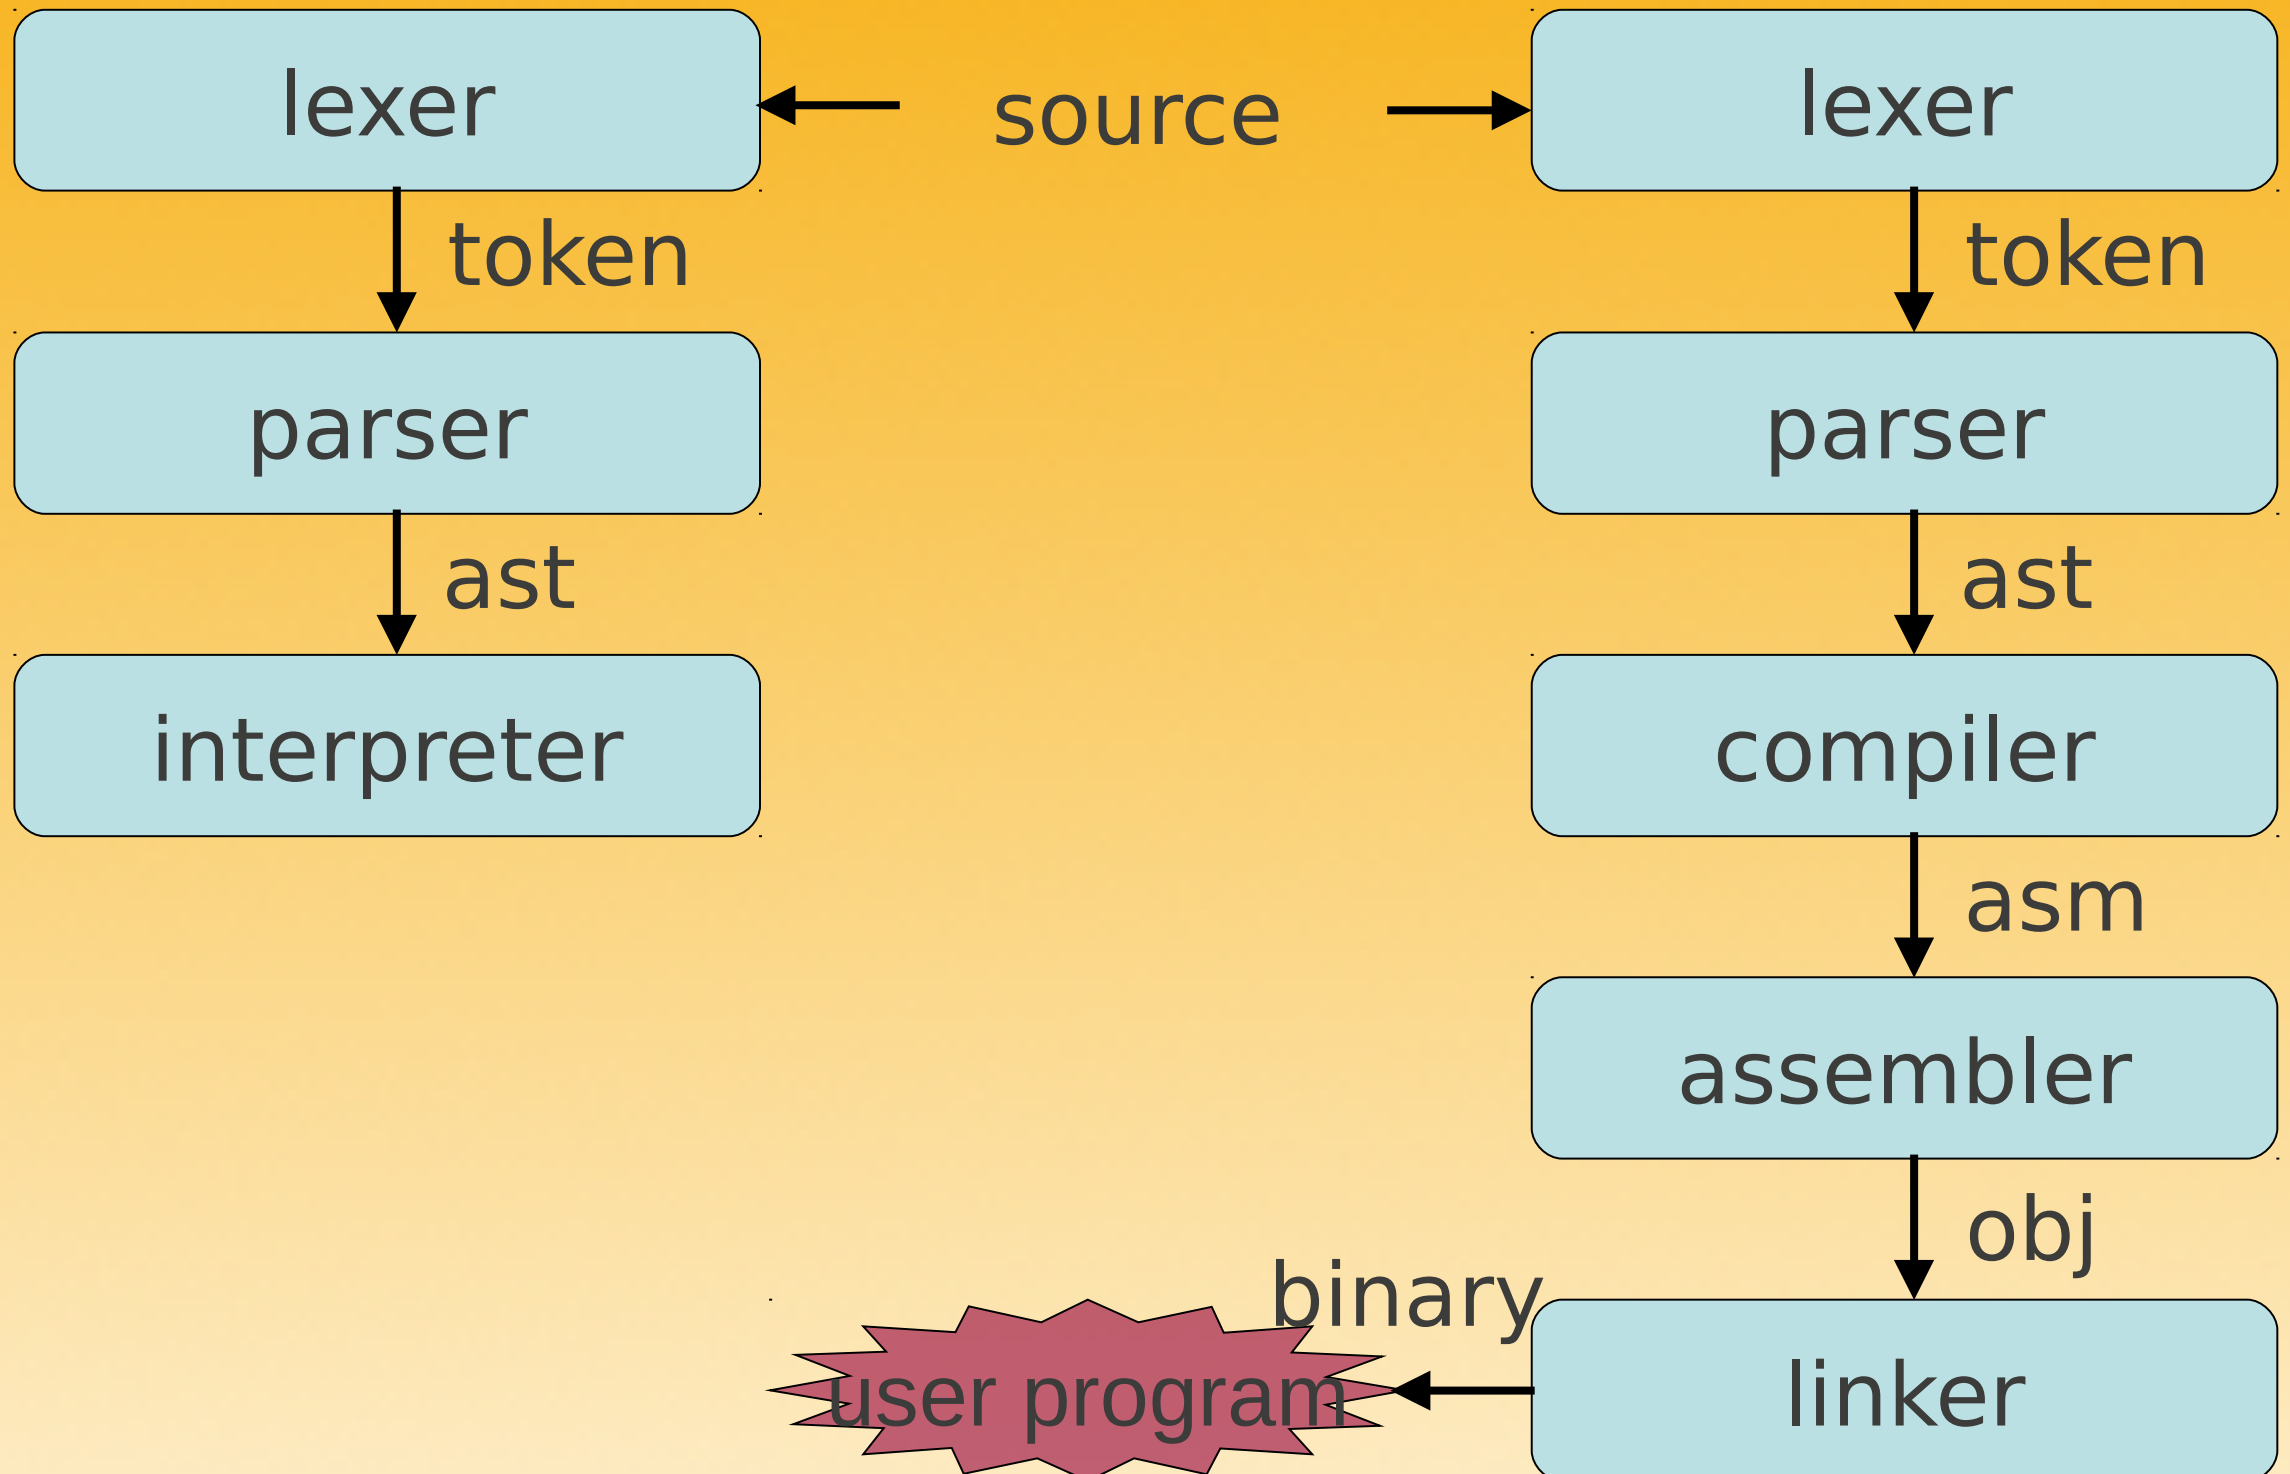 lexer
source
lexer
token
token
parser
parser
ast
ast
interpreter
compiler
asm
assembler
obj
binary
user program
linker